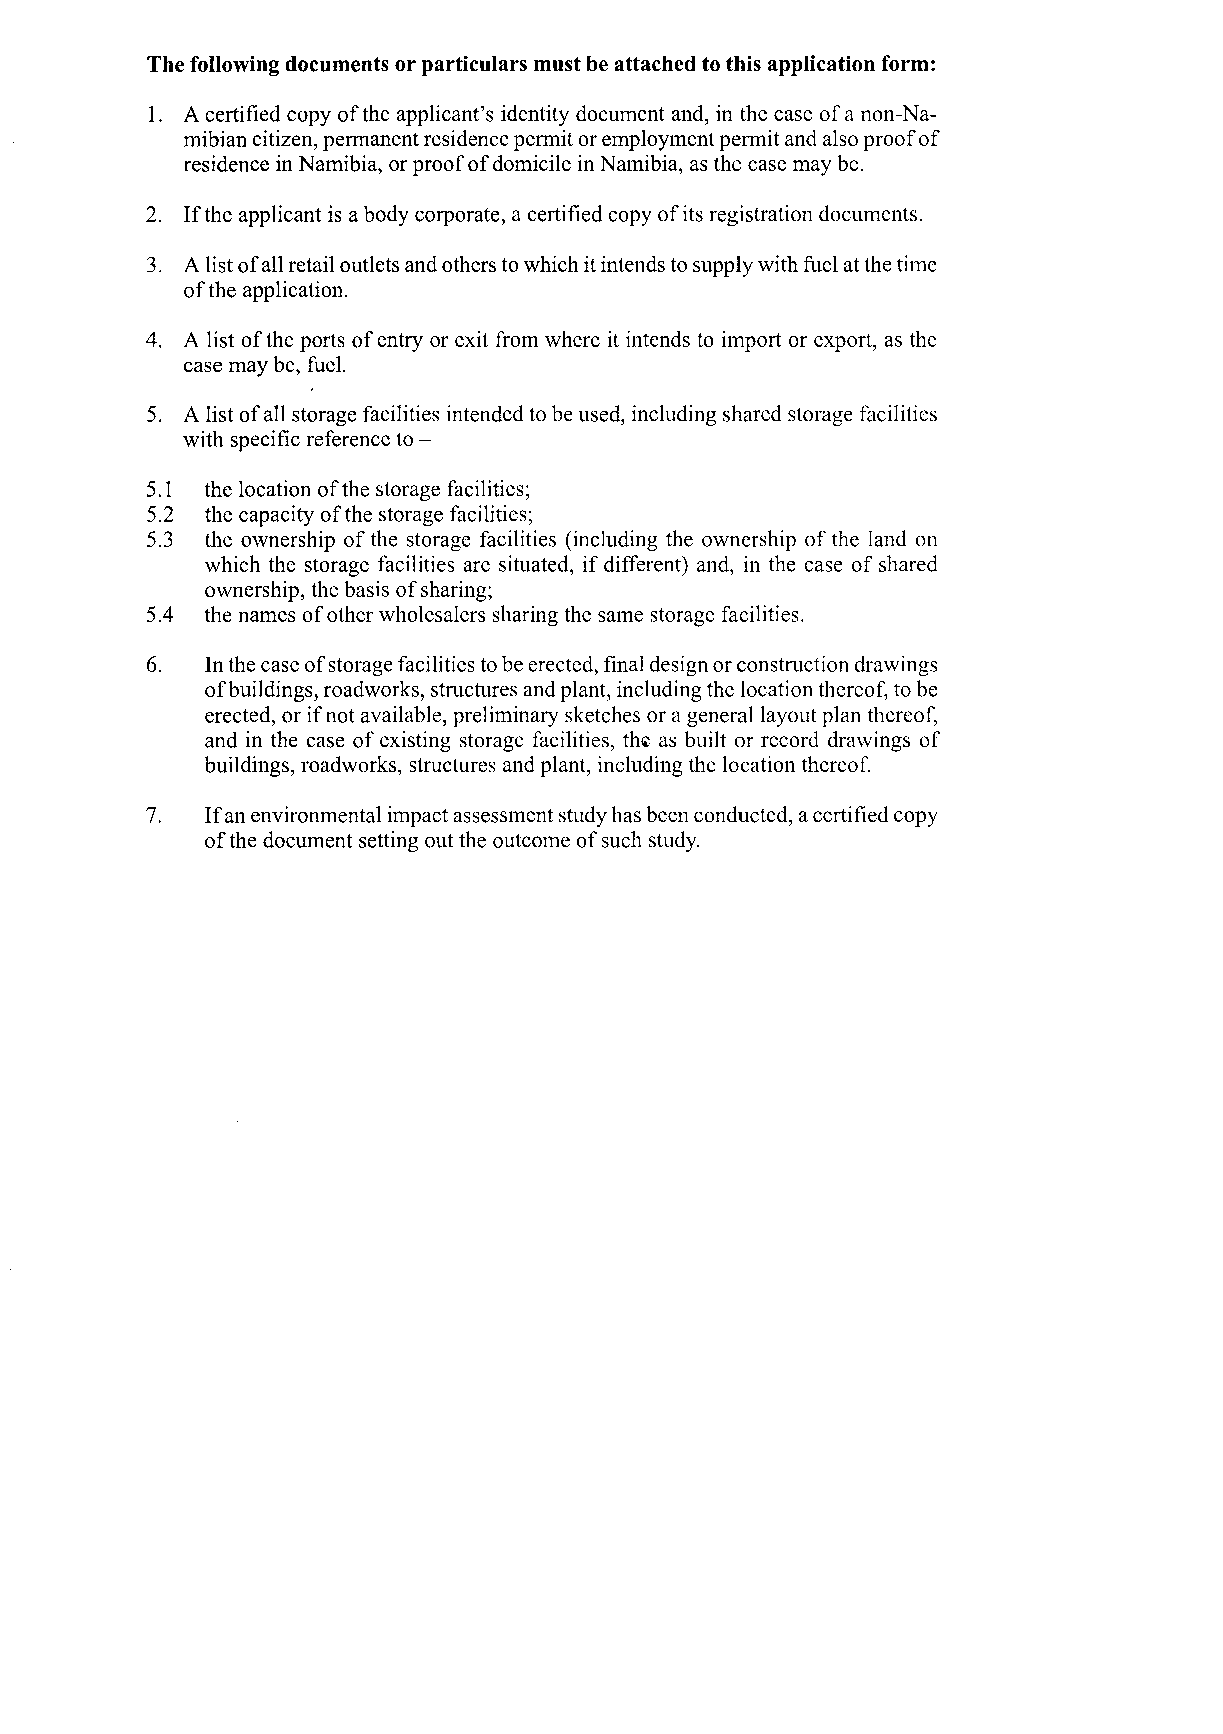 The following documents or particulars must be attached to this application form:
1. A certified copy of the applicant's identity document and, in the case of a non-Na-
mibian citizen, permanent residence permit or employment permit and also proof of
residence in Namibia, or proof of domicile in Namibia, as the case may be.
2. If the applicant is a body corporate, a certified copy of its registration documents.
3. A list of all retail outlets and others to which it intends to supply with fuel at the time
of the application.
4. A list of the ports of entry or exit from where it intends to import or export, as the
case may be, fuel.
5. A list of all storage facilities intended to be used, including shared storage facilities
with specific reference to –
5.1 the location of the storage facilities;
5.2 the capacity of the storage facilities;
5.3 the ownership of the storage facilities (including the ownership of the land on
which the storage facilities are situated, if different) and, in the case of shared
ownership, the basis of sharing;
5.4 the names of other wholesalers sharing the same storage facilities.
6. In the case of storage facilities to be erected, final design or construction drawings
of buildings, roadworks, structures and plant, including the location thereof, to be
erected, or if not available, preliminary sketches or a general layout plan thereof,
and in the case of existing storage facilities, the as built or record drawings of
buildings, roadworks, structures and plant, including the location thereof.
7. If an environmental impact assessment study has been conducted, a certified copy
of the document setting out the outcome of such study.